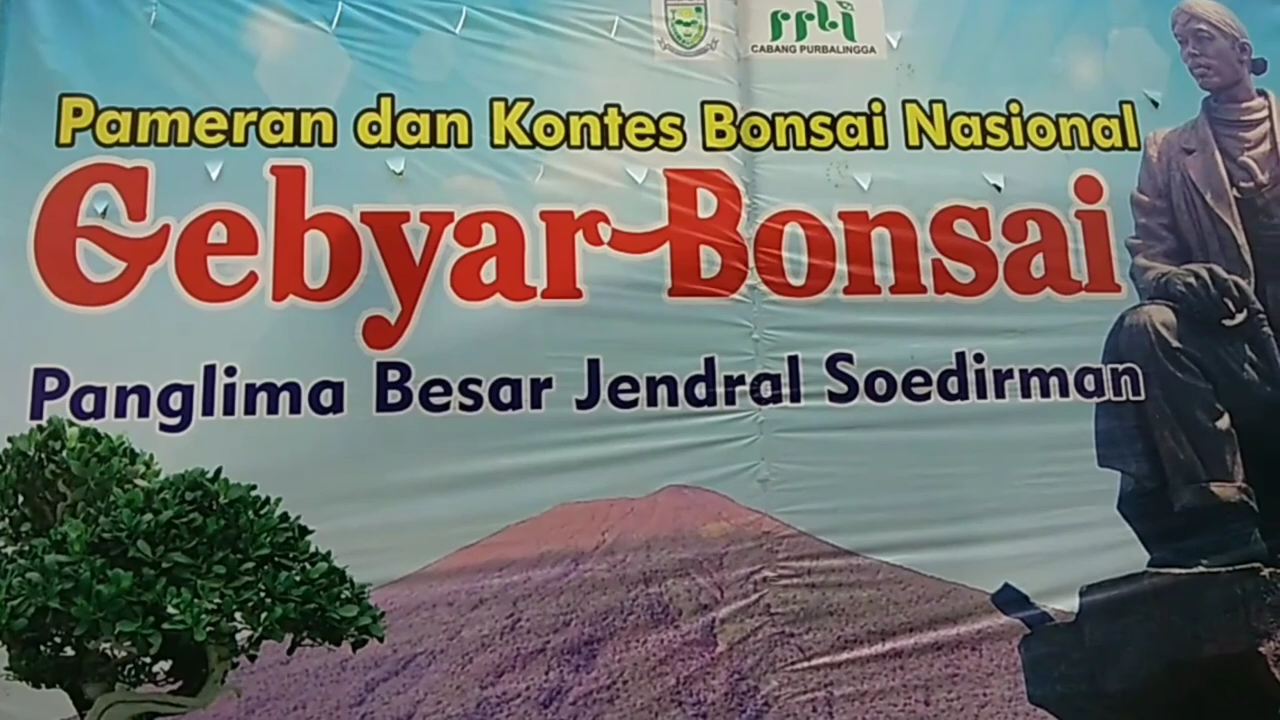 PPBI
CABANG PURBALINGGA
Pameran dan Kontes Bonsai Nasional
Gebyar Bonsai
Panglima Besar Jendral Soedirman